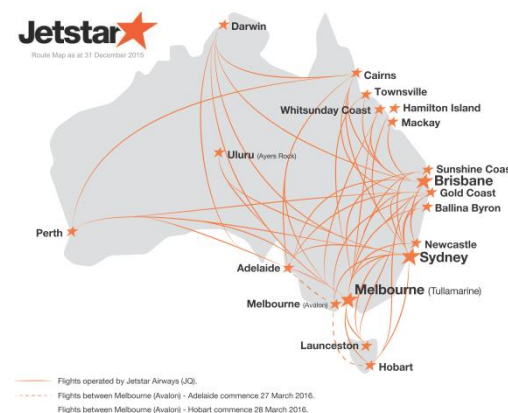 Jetstar
Route Map as at 31 December 2015
Darwin
Cairns
Townsville
Whitsunday Coast
Hamilton Island
Mackay
Uluru (Ayers Rock)
Sunshine Coas
Brisbane
Gold Coast
Ballina Byron
Perth
Newcastle
Sydney
Adelaide
Melbourne (Tullamarine)
Melbourne (Avalon)
Launceston
Hobart
Flights operated by Jetstar Airways (JQ).
Flights between Melbourne (Avalon) - Adelaide commence 27 March 2016.
Flights between Melbourne (Avalon) - Hobart commence 28 March 2016.